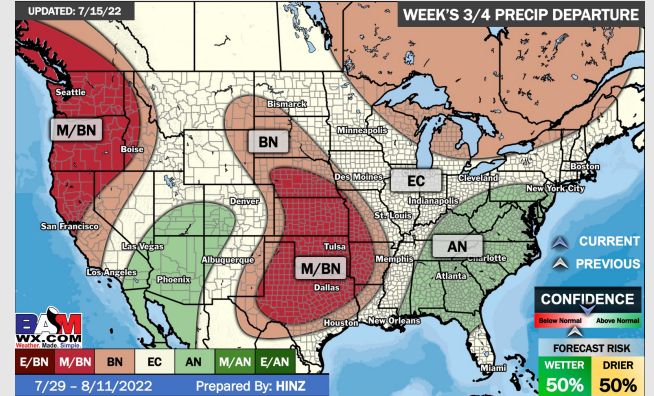 UPDATED: 7/15/22
WEEK'S 3/4 PRECIP DEPARTURE
Seattle
Bismarck
M/BN
Minneapolis
BN
Boise
Boston
Des Moines
EC
Cleveland
New York City
Denver
Indianapolis
St. Louis
San Francisco
Las Vegas
Tulsa
AN
CURRENT
Albuquerque
M/BN
Memphis
Charlotte
PREVIOUS
Los Angeles
Phoenix
Dallas
Atlanta
CONFIDENCE
Houston
New Orleans
Below Normal
Above Normal
BAM
WX.COM
Weather. Made. Simple.
FORECAST RISK
Miami
WETTER
DRIER
50%
50%
E/BN
M/BN
BN
EC
AN
M/AN
E/AN
7/29 – 8/11/2022
Prepared By: HINZ